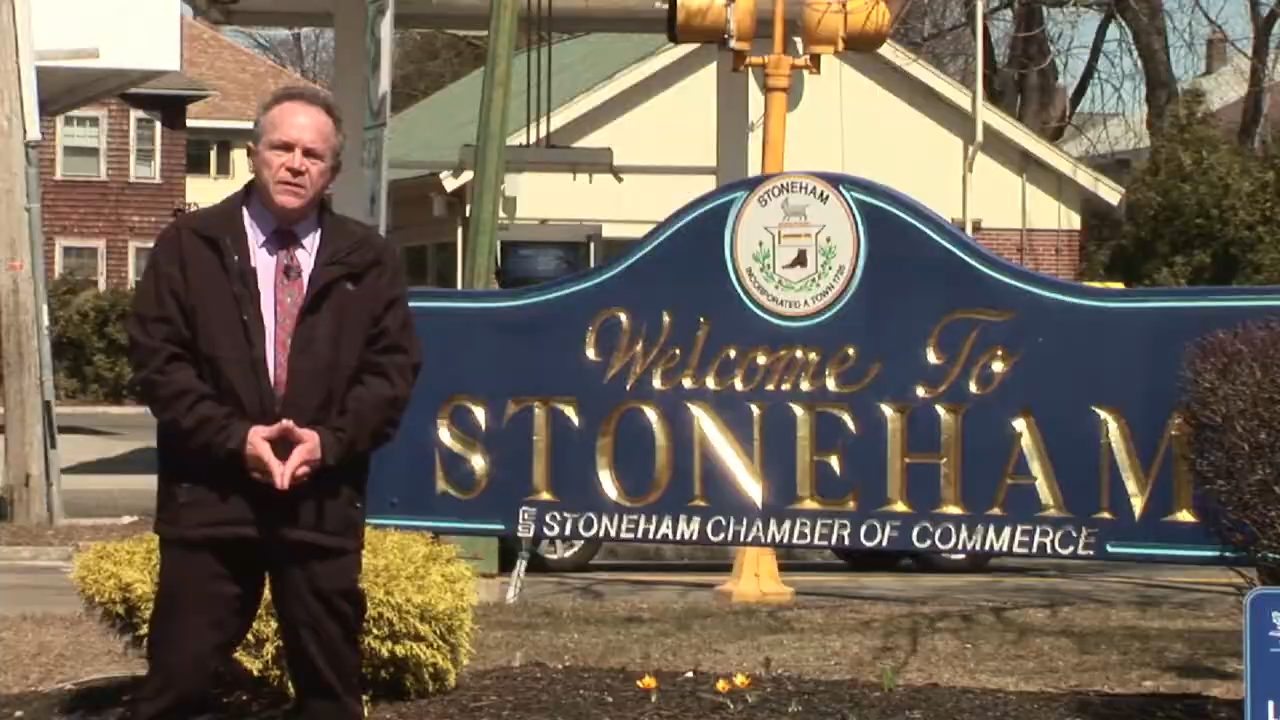 STONEHAM
INCORPORATED A TOWN 1725
Welcome To
STONEHAM
STONEHAM CHAMBER OF COMMERCE